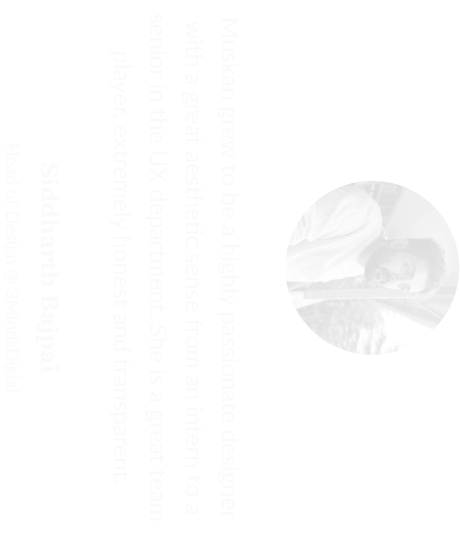 Muskan grew to be a highly passionate designer
with a great aesthetic sense from an intern to a
senior in the UX department. She is a great team
player, extremely honest and transparent.
Siddharth Bajpai
Head of Design @ 3MindsDigital